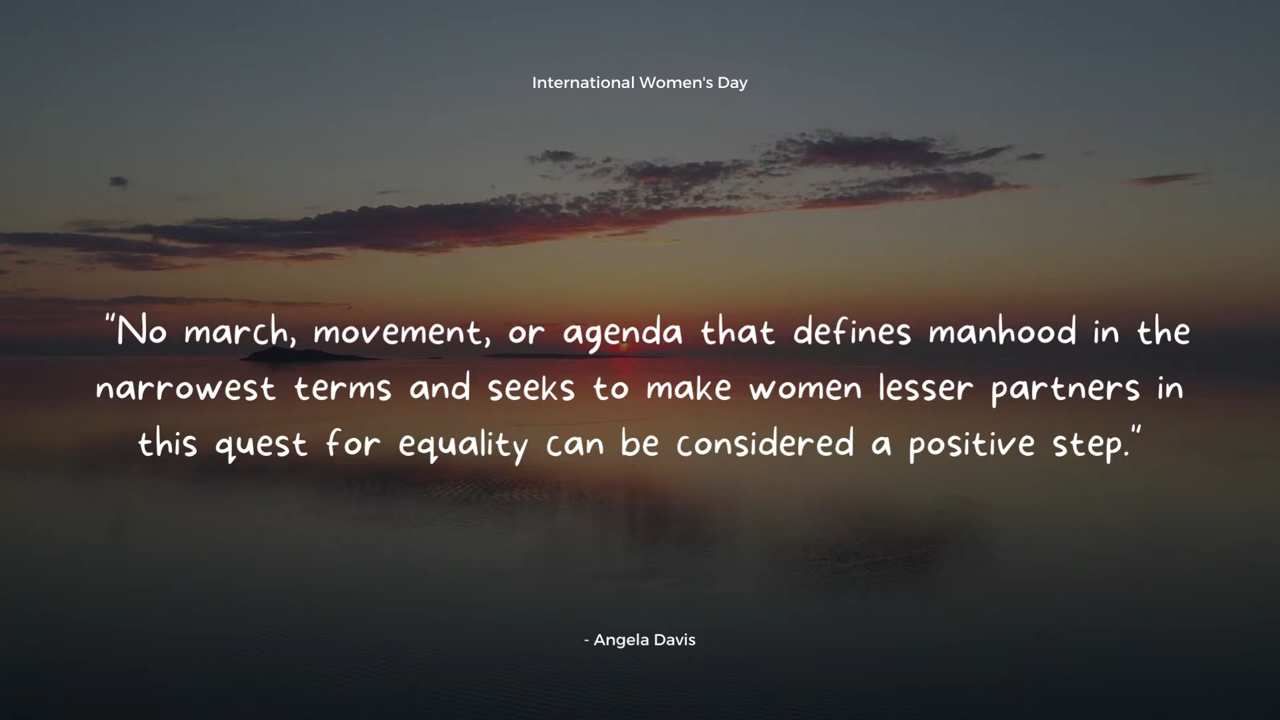 International Women's Day
"No march, movement, or agenda that defines manhood in the
narrowest terms and seeks to make women lesser partners in
this quest for equality can be considered a positive step."
- Angela Davis